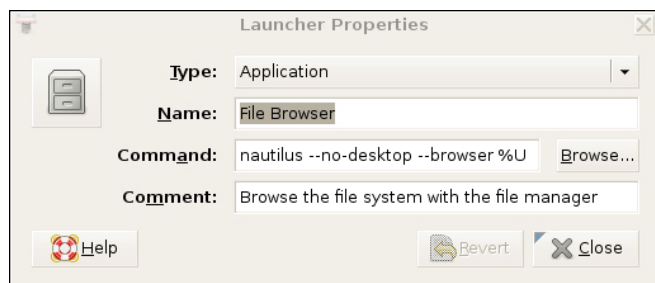 Launcher Properties
Type: Application
Name: File Browser
Command: nautilus --no-desktop --browser %U Browse...
Comment: Browse the file system with the file manager
Help Revert Close